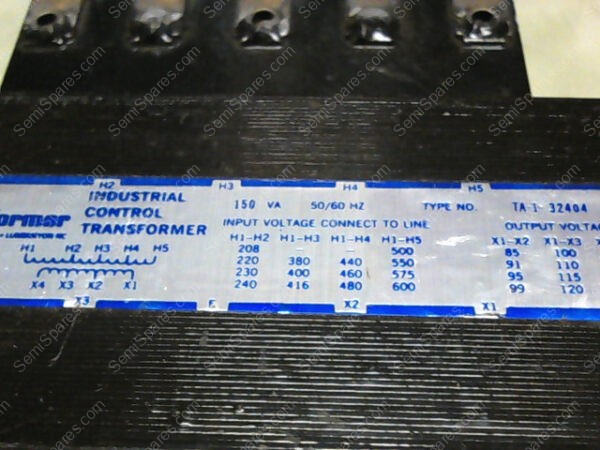 H2 H3 H4 H5
INDUSTRIAL
CONTROL
TRANSFORMER
150 VA 50/60 HZ TYPE NO. TA-1-32404
INPUT VOLTAGE CONNECT TO LINE OUTPUT VOLTA
H1-H2 H1-H3 H1-H4 H1-H5 X1-X2 X1-X3
208 - 500 85 100
220 380 440 550 91 110
230 400 460 575 95 115
240 416 480 600 99 120
H1 H2 H3 H4 H5
X4 X3 X2 X1
X3 E X2 X1
SemiSpares.com